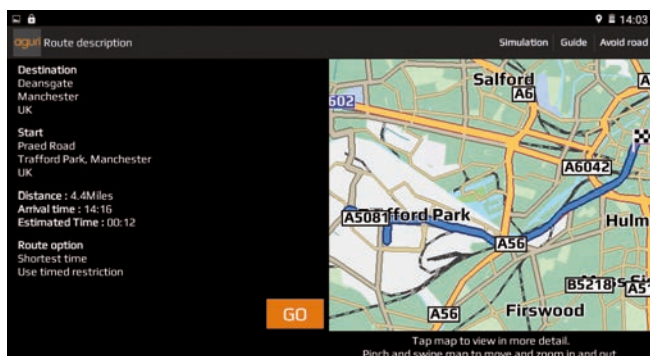 14:03
aguri Route description
Simulation Guide Avoid road
Destination
Deansgate
Manchester
UK
Start
Praed Road
Trafford Park, Manchester
UK
Distance : 4.4Miles
Arrival time : 14:16
Estimated Time : 00:12
Route option
Shortest time
Use timed restriction
GO
Salford
A6
A
602
A6042
A5081
fford Park
Hulm
A56
B5218
A5
A56
Firswood
Tap map to view in more detail.
Pinch and swipe map to move and zoom in and out